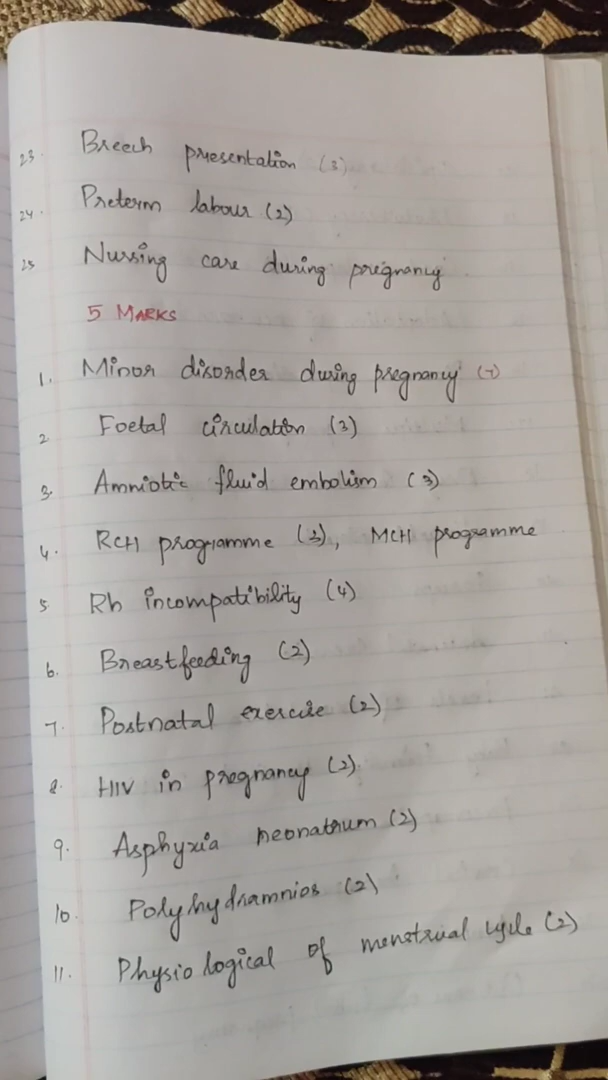 23. Breech presentation (3)
24. Preterm labour (2)
25 Nursing care during pregnancy
5 MARKS
1. Minor disorder during pregnancy (7)
2 Foetal circulation (3)
3. Amniotic fluid embolism (3)
4. RCH programme (3), MCH programme
5 Rh incompatibility (4)
6. Breastfeeding (2)
7. Postnatal exercise (2)
8. HIV in pregnancy (2)
9. Asphyxia neonatrum (2)
10. Polyhydramnios (2)
11. Physiological of menstrual cycle (2)